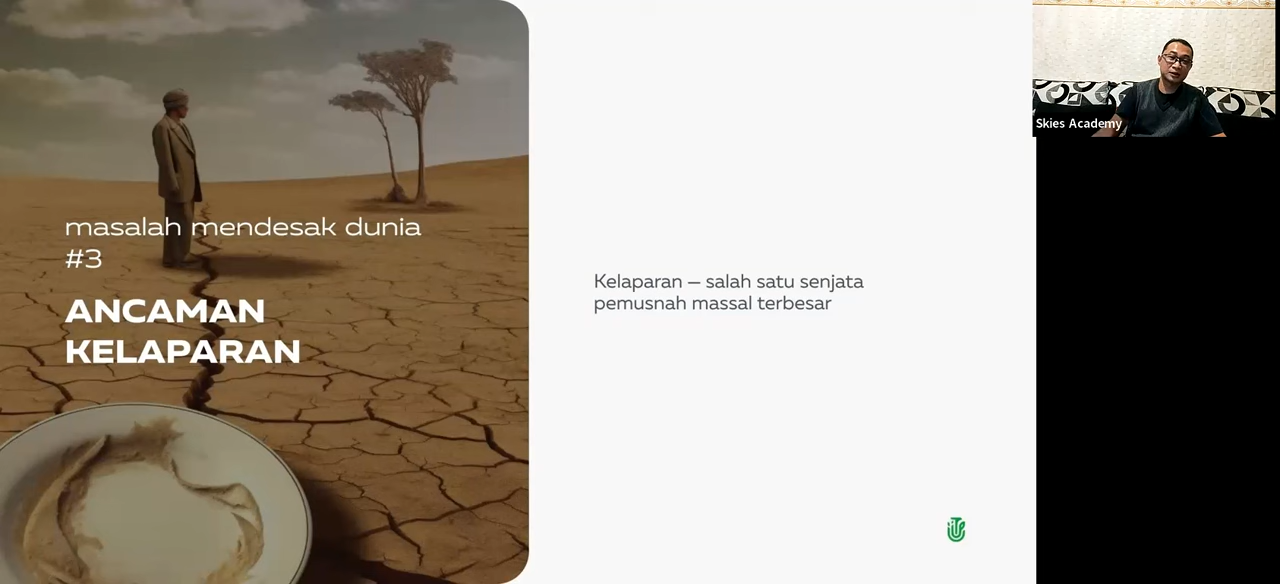 masalah mendesak dunia
#3
ANCAMAN
KELAPARAN
Kelaparan — salah satu senjata
pemusnah massal terbesar
Skies Academy